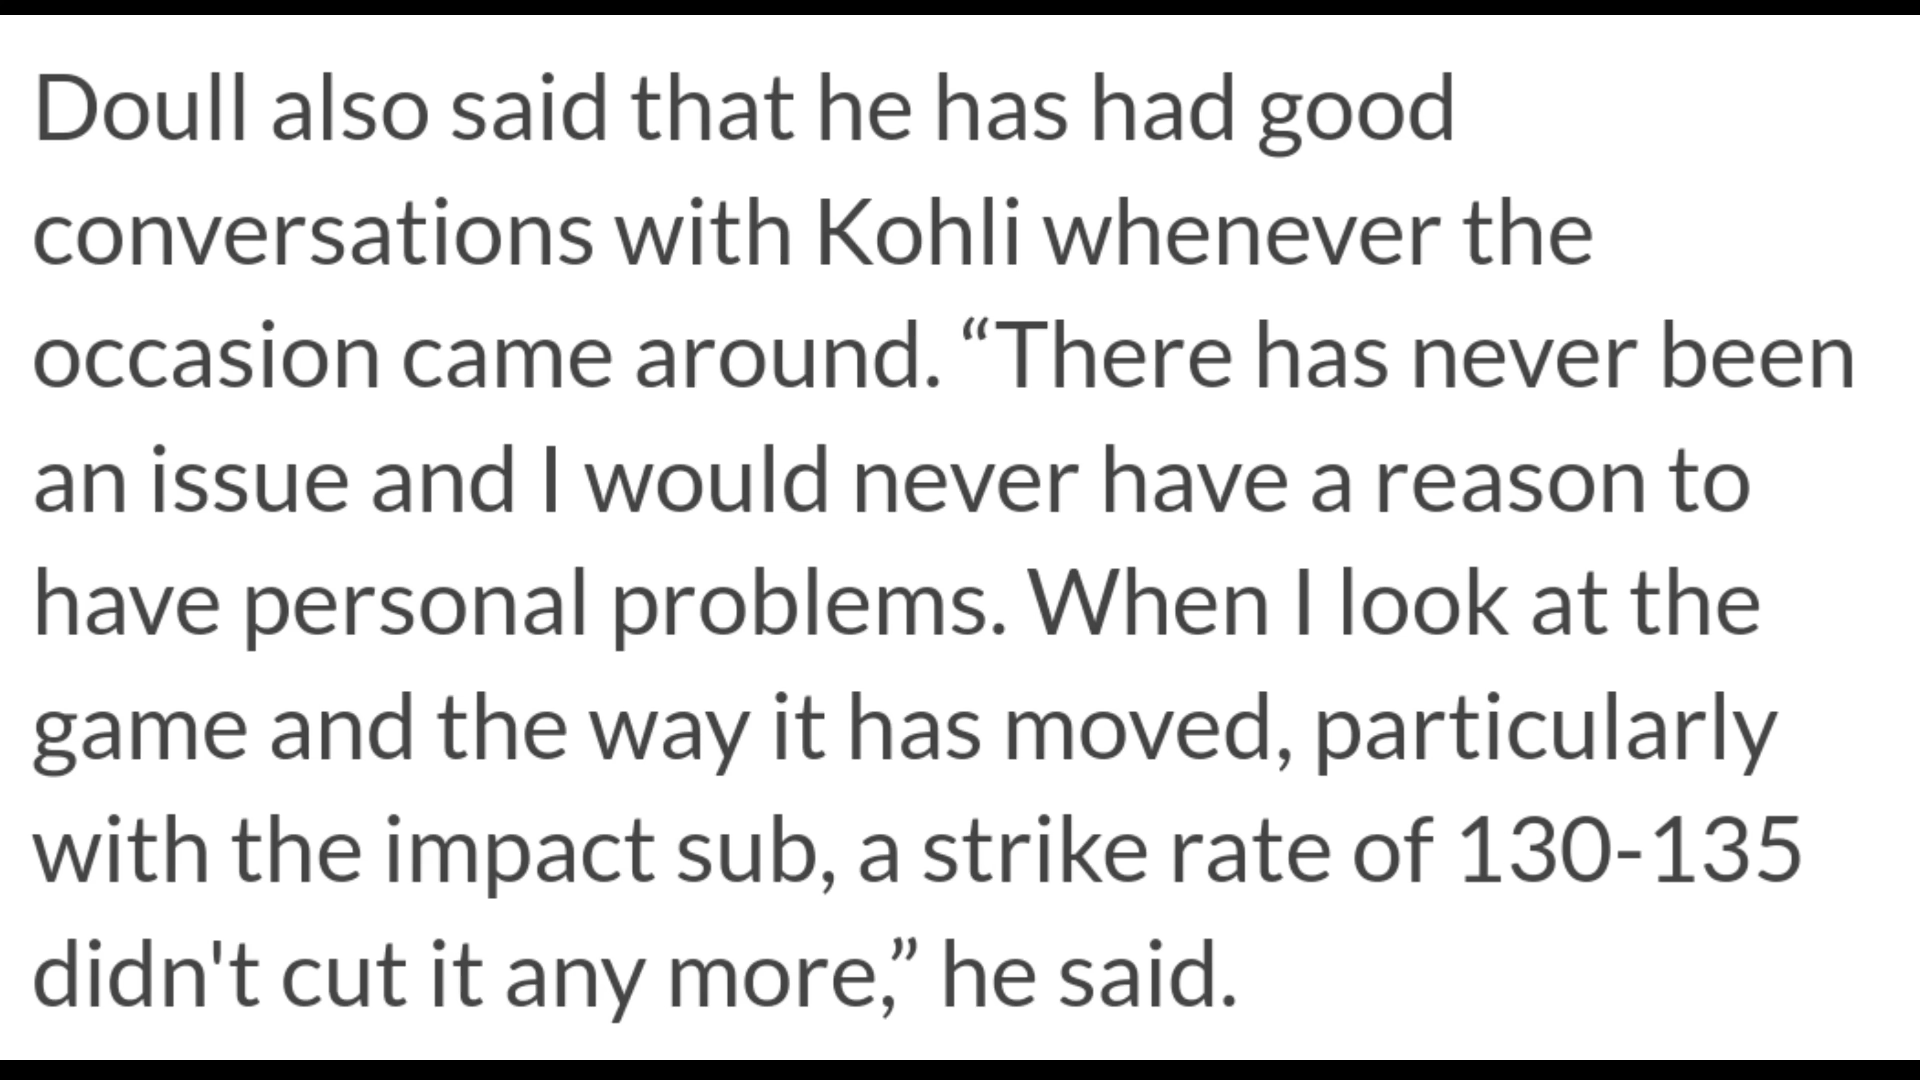 Doull also said that he has had good
conversations with Kohli whenever the
occasion came around. “There has never been
an issue and I would never have a reason to
have personal problems. When I look at the
game and the way it has moved, particularly
with the impact sub, a strike rate of 130-135
didn't cut it any more,” he said.